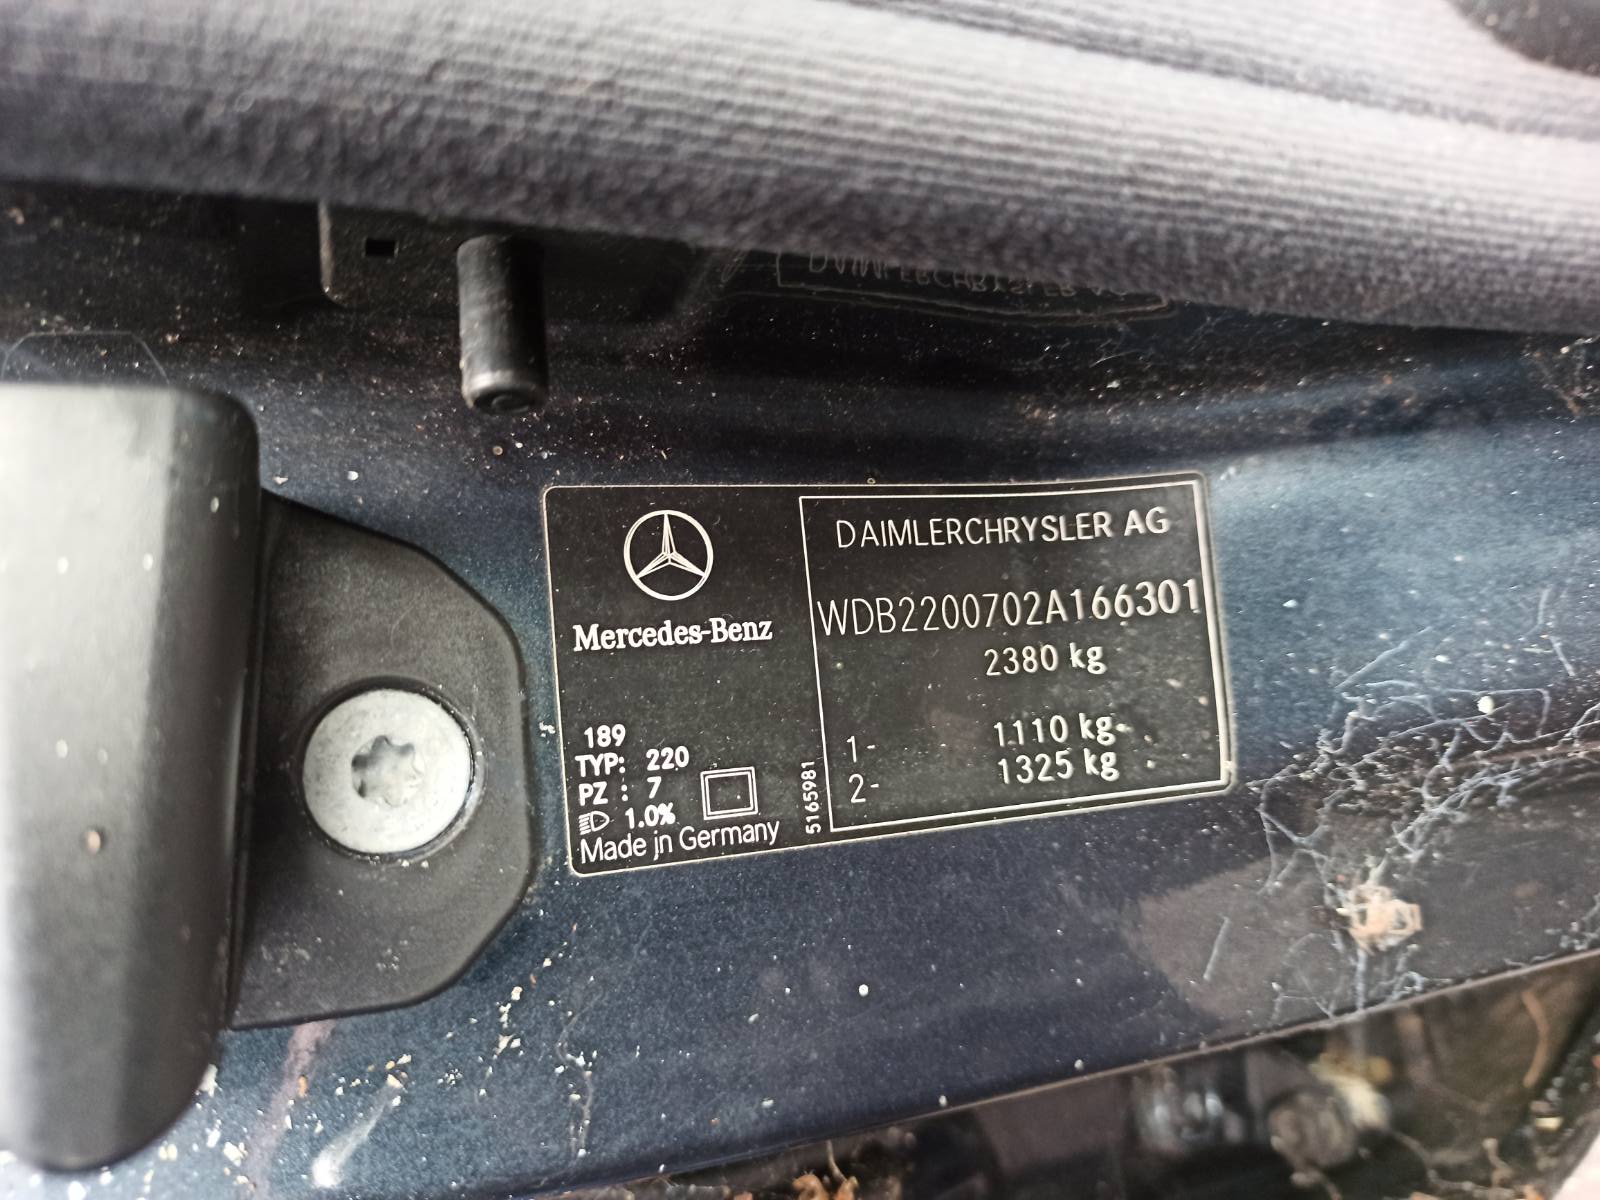 Mercedes-Benz
189
TYP: 220
PZ : 7
1.0%
Made in Germany
5165981
DAIMLERCHRYSLER AG
WDB2200702A166301
2380 kg
1- 1110 kg
2- 1325 kg